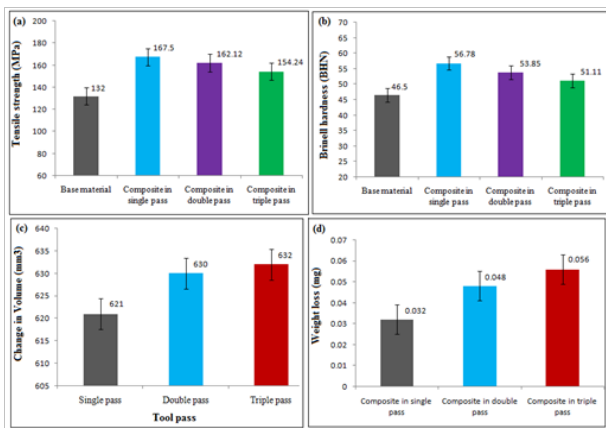 (a)
Tensile strength (MPa)
200
180
160
140
120
100
80
60
132
167.5
162.12
154.24
Base material
Composite in single pass
Composite in double pass
Composite in triple pass
(b)
Brinell hardness (BHN)
70
65
60
55
50
45
40
35
30
25
20
46.5
56.78
53.85
51.11
Base material
Composite in single pass
Composite in double pass
Composite in triple pass
(c)
Change in Volume (mm3)
640
635
630
625
620
615
610
605
621
630
632
Single pass
Double pass
Triple pass
Tool pass
(d)
Weight loss (mg)
0.07
0.06
0.05
0.04
0.03
0.02
0.01
0
0.032
0.048
0.056
Composite in single pass
Composite in double pass
Composite in triple pass